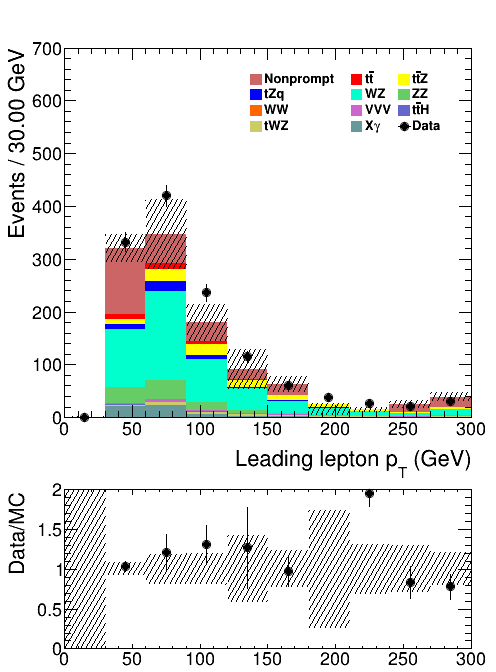 700
600
500
400
300
200
100
0
Events / 30.00 GeV
Nonprompt tt̄ tt̄Z
tZq WZ ZZ
WW VVV tt̄H
tWZ Xγ Data
0 50 100 150 200 250 300
Leading lepton p_T (GeV)
2
1.5
1
0.5
0
Data/MC
0 50 100 150 200 250 300